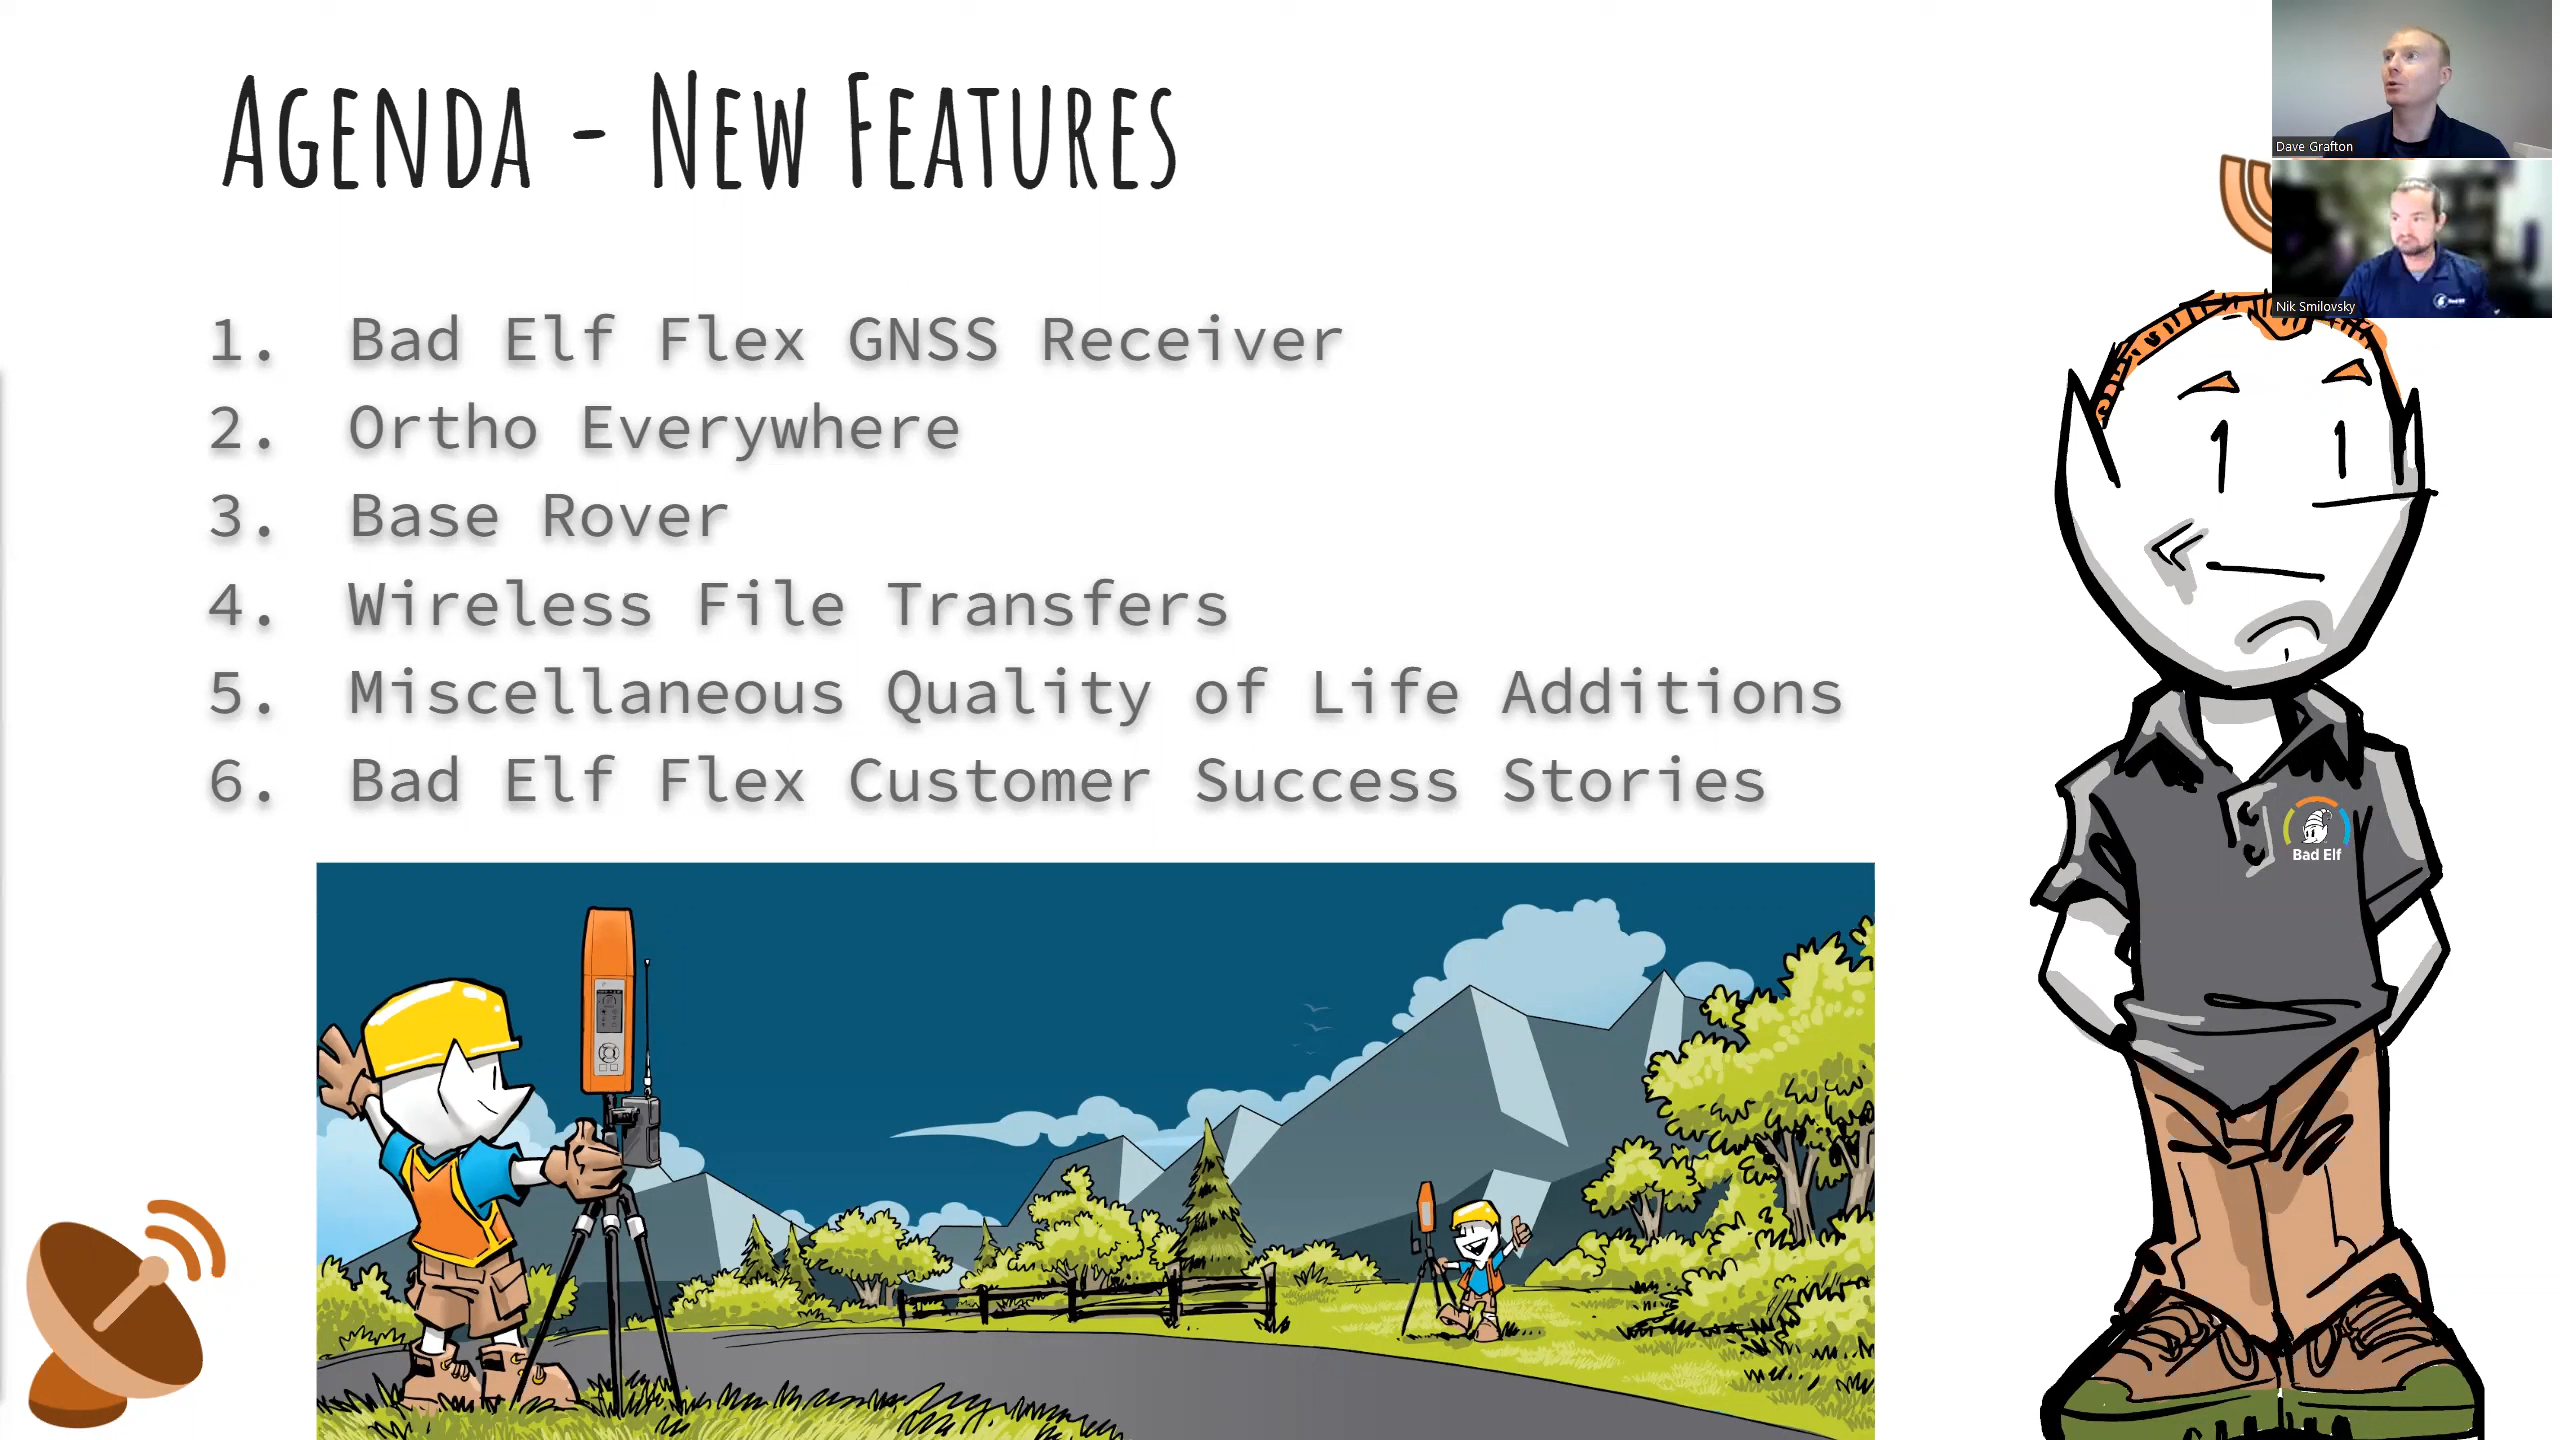 Agenda - New Features
1. Bad Elf Flex GNSS Receiver
2. Ortho Everywhere
3. Base Rover
4. Wireless File Transfers
5. Miscellaneous Quality of Life Additions
6. Bad Elf Flex Customer Success Stories
Dave Grafton
Nik Smilovsky
Bad Elf